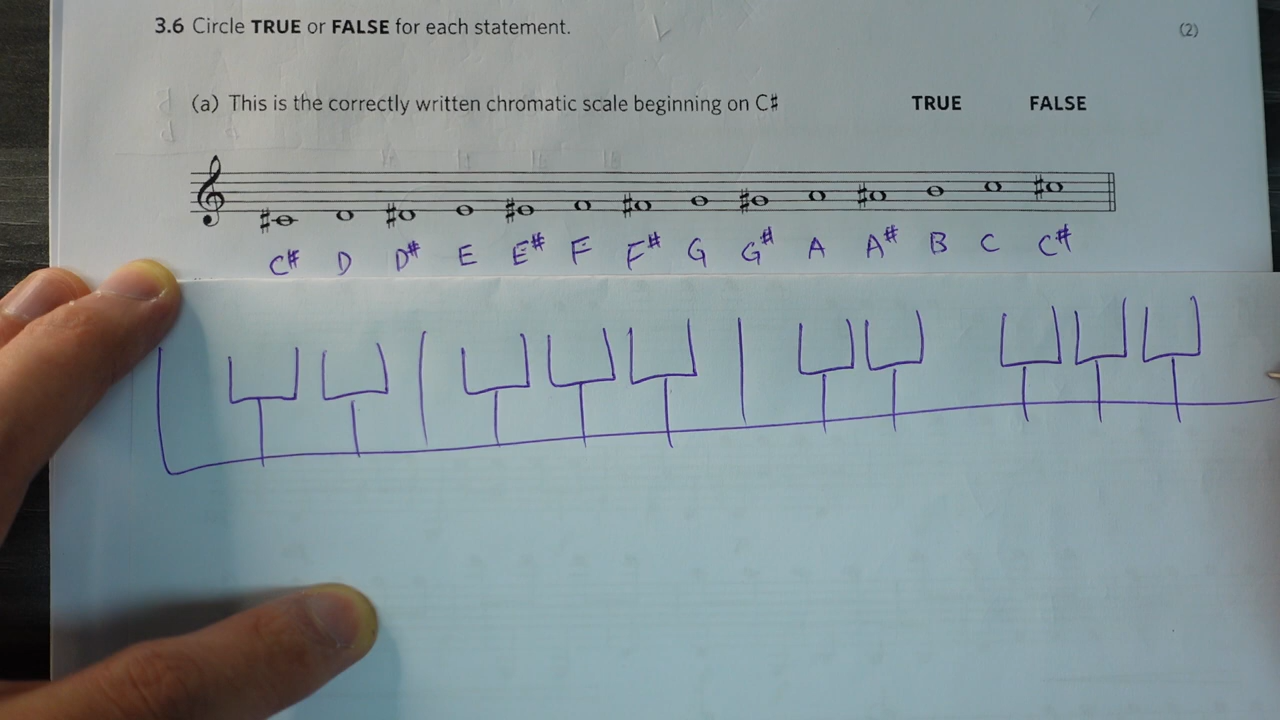 3.6 Circle TRUE or FALSE for each statement. (2)
(a) This is the correctly written chromatic scale beginning on C# TRUE FALSE
C# D D# E E# F F# G G# A A# B C C#